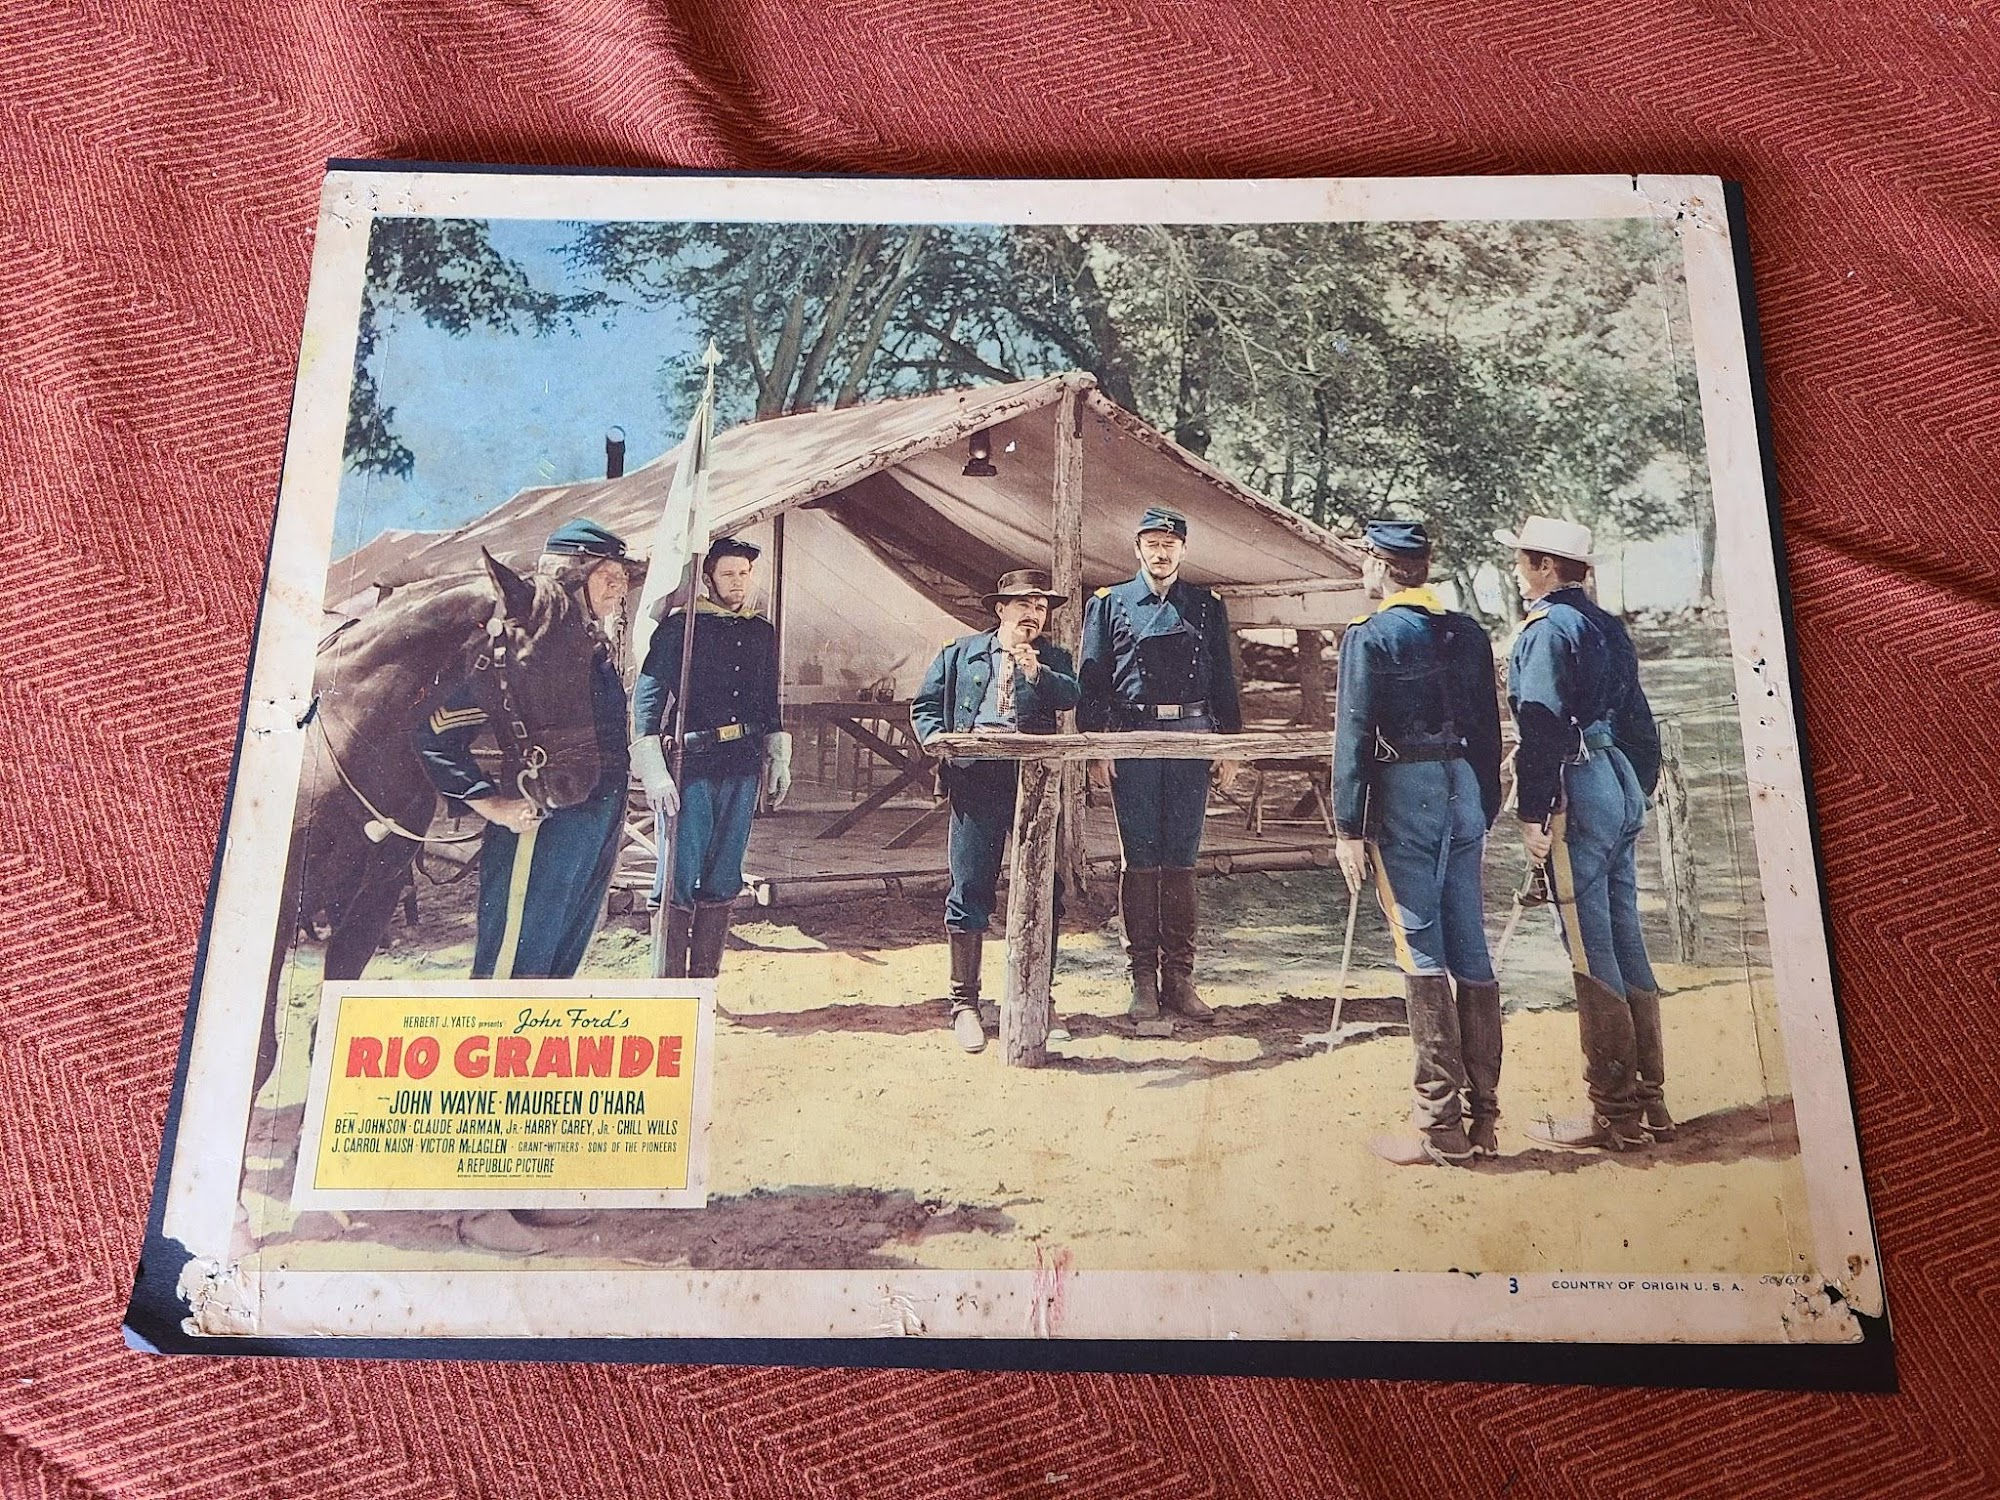 HERBERT J. YATES presents John Ford's
RIO GRANDE
JOHN WAYNE · MAUREEN O'HARA
BEN JOHNSON · CLAUDE JARMAN, Jr. · HARRY CAREY, Jr. · CHILL WILLS
J. CARROL NAISH · VICTOR McLAGLEN · GRANT WITHERS · SONS OF THE PIONEERS
A REPUBLIC PICTURE
3 COUNTRY OF ORIGIN U. S. A.